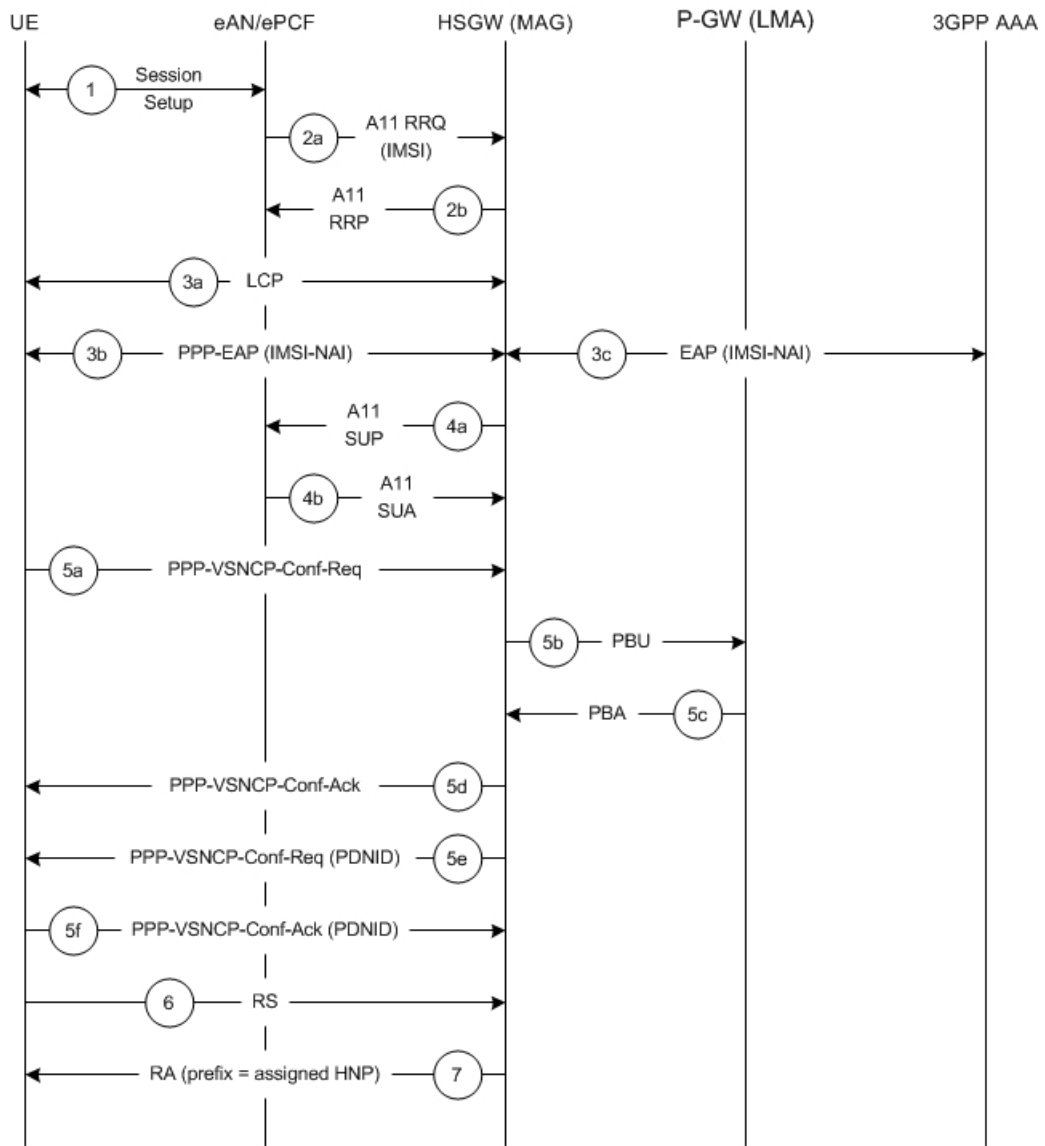 UE eAN/ePCF HSGW (MAG) P-GW (LMA) 3GPP AAA
1 Session
Setup
2a A11 RRQ
(IMSI)
A11
RRP 2b
3a LCP
3b PPP-EAP (IMSI-NAI) 3c EAP (IMSI-NAI)
A11
SUP 4a
4b A11
SUA
5a PPP-VSNCP-Conf-Req
5b PBU
PBA 5c
PPP-VSNCP-Conf-Ack 5d
PPP-VSNCP-Conf-Req (PDNID) 5e
5f PPP-VSNCP-Conf-Ack (PDNID)
6 RS
RA (prefix = assigned HNP) 7